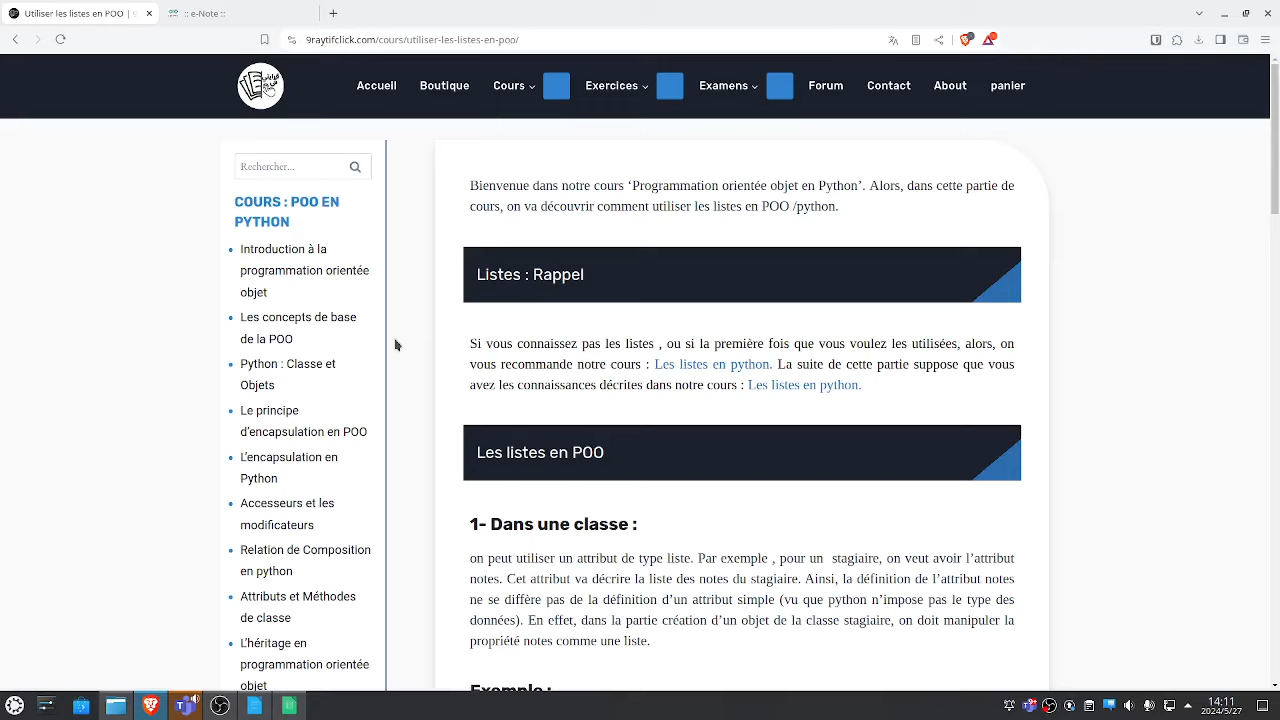 Utiliser les listes en POO | 9
:: e-Note ::
9raytifclick.com/cours/utiliser-les-listes-en-poo/
Accueil Boutique Cours Exercices Examens Forum Contact About panier
Rechercher...
COURS : POO EN
PYTHON
Introduction à la
programmation orientée
objet
Les concepts de base
de la POO
Python : Classe et
Objets
Le principe
d'encapsulation en POO
L'encapsulation en
Python
Accesseurs et les
modificateurs
Relation de Composition
en python
Attributs et Méthodes
de classe
L'héritage en
programmation orientée
objet
Bienvenue dans notre cours ‘Programmation orientée objet en Python’. Alors, dans cette partie de
cours, on va découvrir comment utiliser les listes en POO /python.
Listes : Rappel
Si vous connaissez pas les listes , ou si la première fois que vous voulez les utilisées, alors, on
vous recommande notre cours : Les listes en python. La suite de cette partie suppose que vous
avez les connaissances décrites dans notre cours : Les listes en python.
Les listes en POO
1- Dans une classe :
on peut utiliser un attribut de type liste. Par exemple , pour un stagiaire, on veut avoir l’attribut
notes. Cet attribut va décrire la liste des notes du stagiaire. Ainsi, la définition de l’attribut notes
ne se diffère pas de la définition d’un attribut simple (vu que python n’impose pas le type des
données). En effet, dans la partie création d’un objet de la classe stagiaire, on doit manipuler la
propriété notes comme une liste.
Exemple :
14:11
2024/5/27